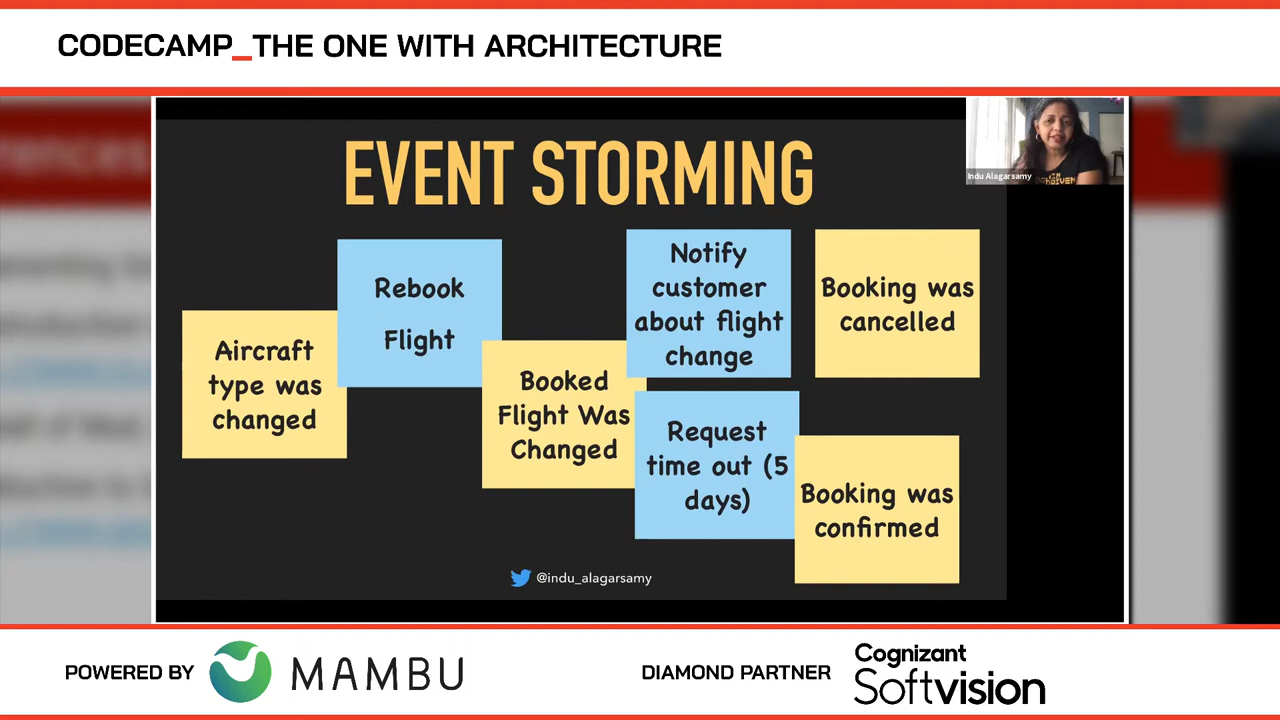 CODECAMP_THE ONE WITH ARCHITECTURE
EVENT STORMING
Indu Alagarsamy
Aircraft
type was
changed
Rebook
Flight
Booked
Flight Was
Changed
Notify
customer
about flight
change
Request
time out (5
days)
Booking was
cancelled
Booking was
confirmed
@indu_alagarsamy
POWERED BY
MAMBU
DIAMOND PARTNER
Cognizant
Softvision